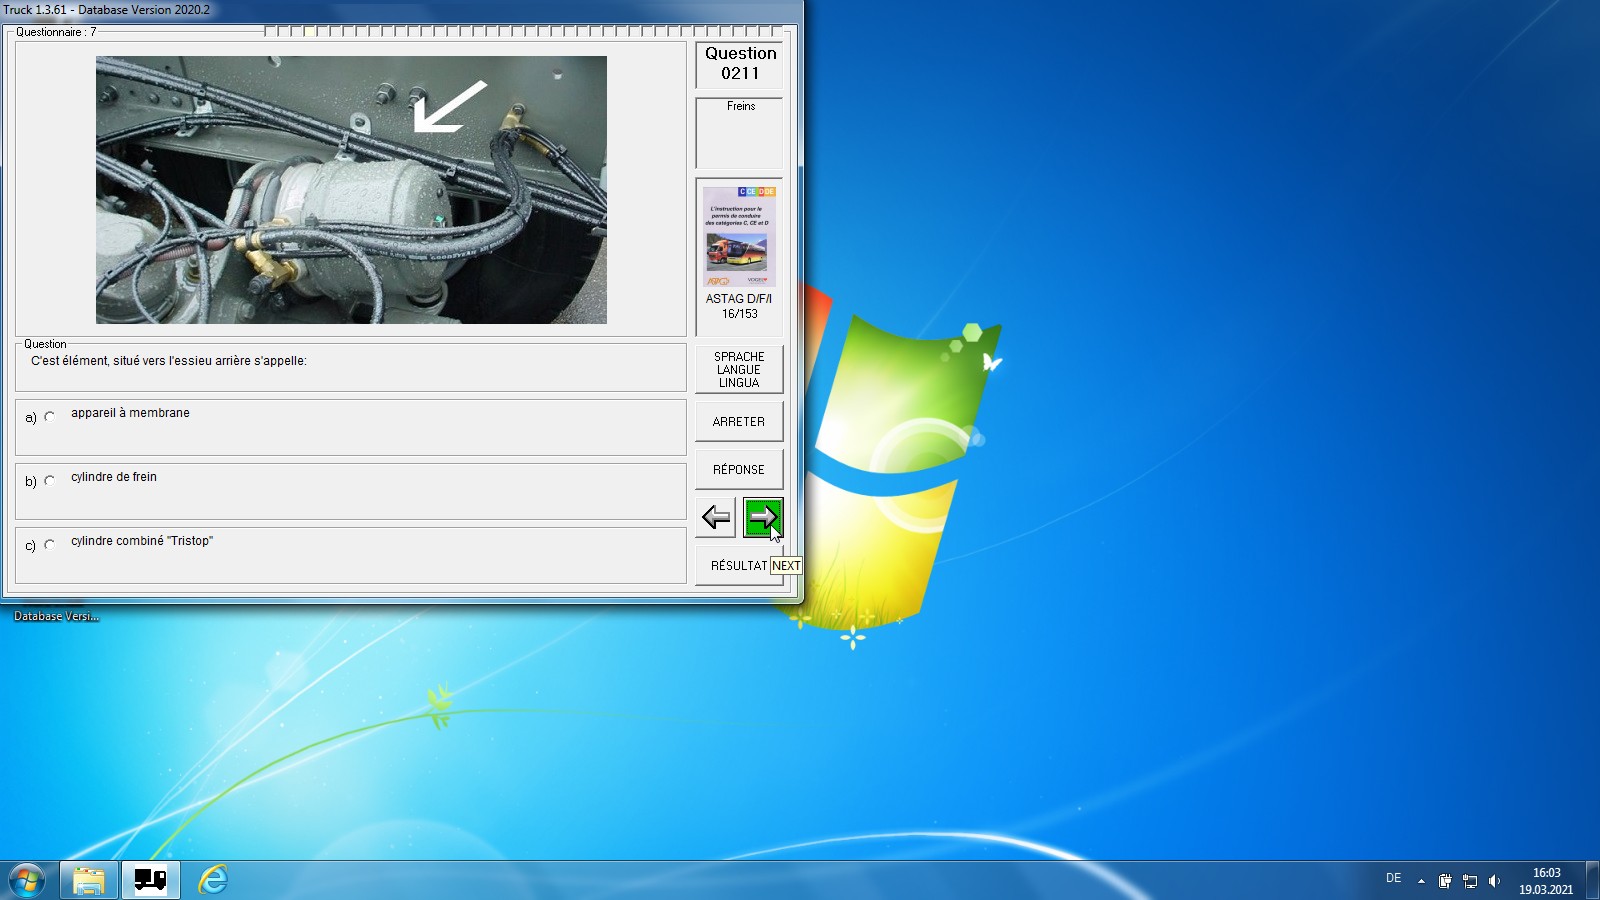 Truck 1.3.61 - Database Version 2020.2
Questionnaire : 7
Question
0211
Freins
C CE D DE
L'instruction pour le
permis de conduire
des catégories C, CE et D
ASTAG D/F/I
16/153
Question
C'est élément, situé vers l'essieu arrière s'appelle:
SPRACHE
LANGUE
LINGUA
a) appareil à membrane
ARRETER
b) cylindre de frein
RÉPONSE
c) cylindre combiné "Tristop"
RÉSULTAT
NEXT
Database Versi...
DE
16:03
19.03.2021